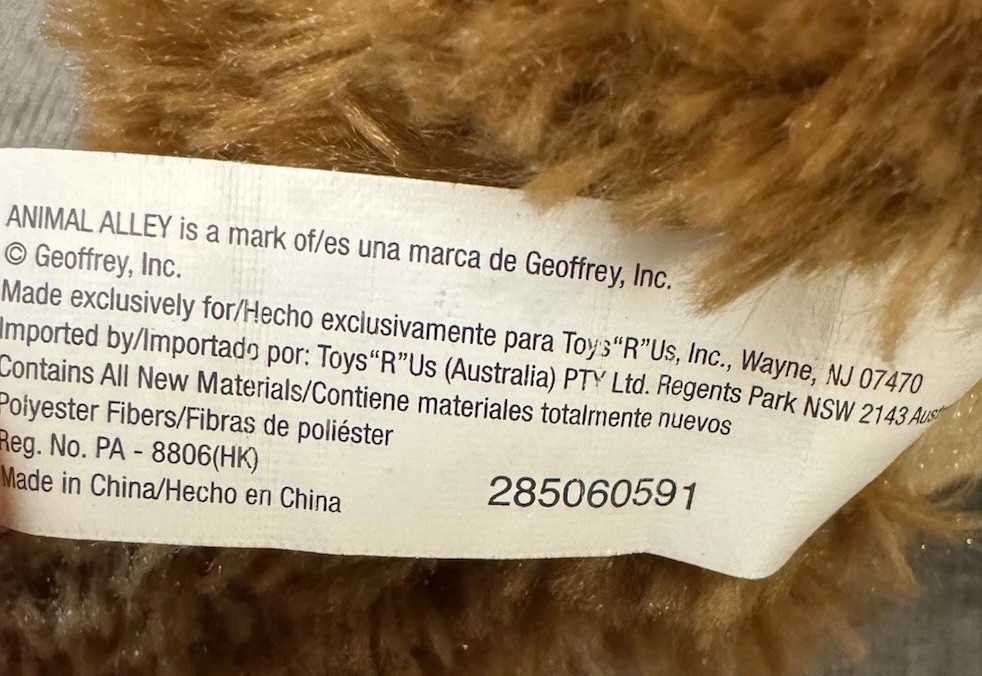 ANIMAL ALLEY is a mark of/es una marca de Geoffrey, Inc.
© Geoffrey, Inc.
Made exclusively for/Hecho exclusivamente para Toys“R”Us, Inc., Wayne, NJ 07470
Imported by/Importado por: Toys“R”Us (Australia) PTY Ltd. Regents Park NSW 2143
Contains All New Materials/Contiene materiales totalmente nuevos
Polyester Fibers/Fibras de poliéster
Reg. No. PA - 8806(HK)
Made in China/Hecho en China
285060591